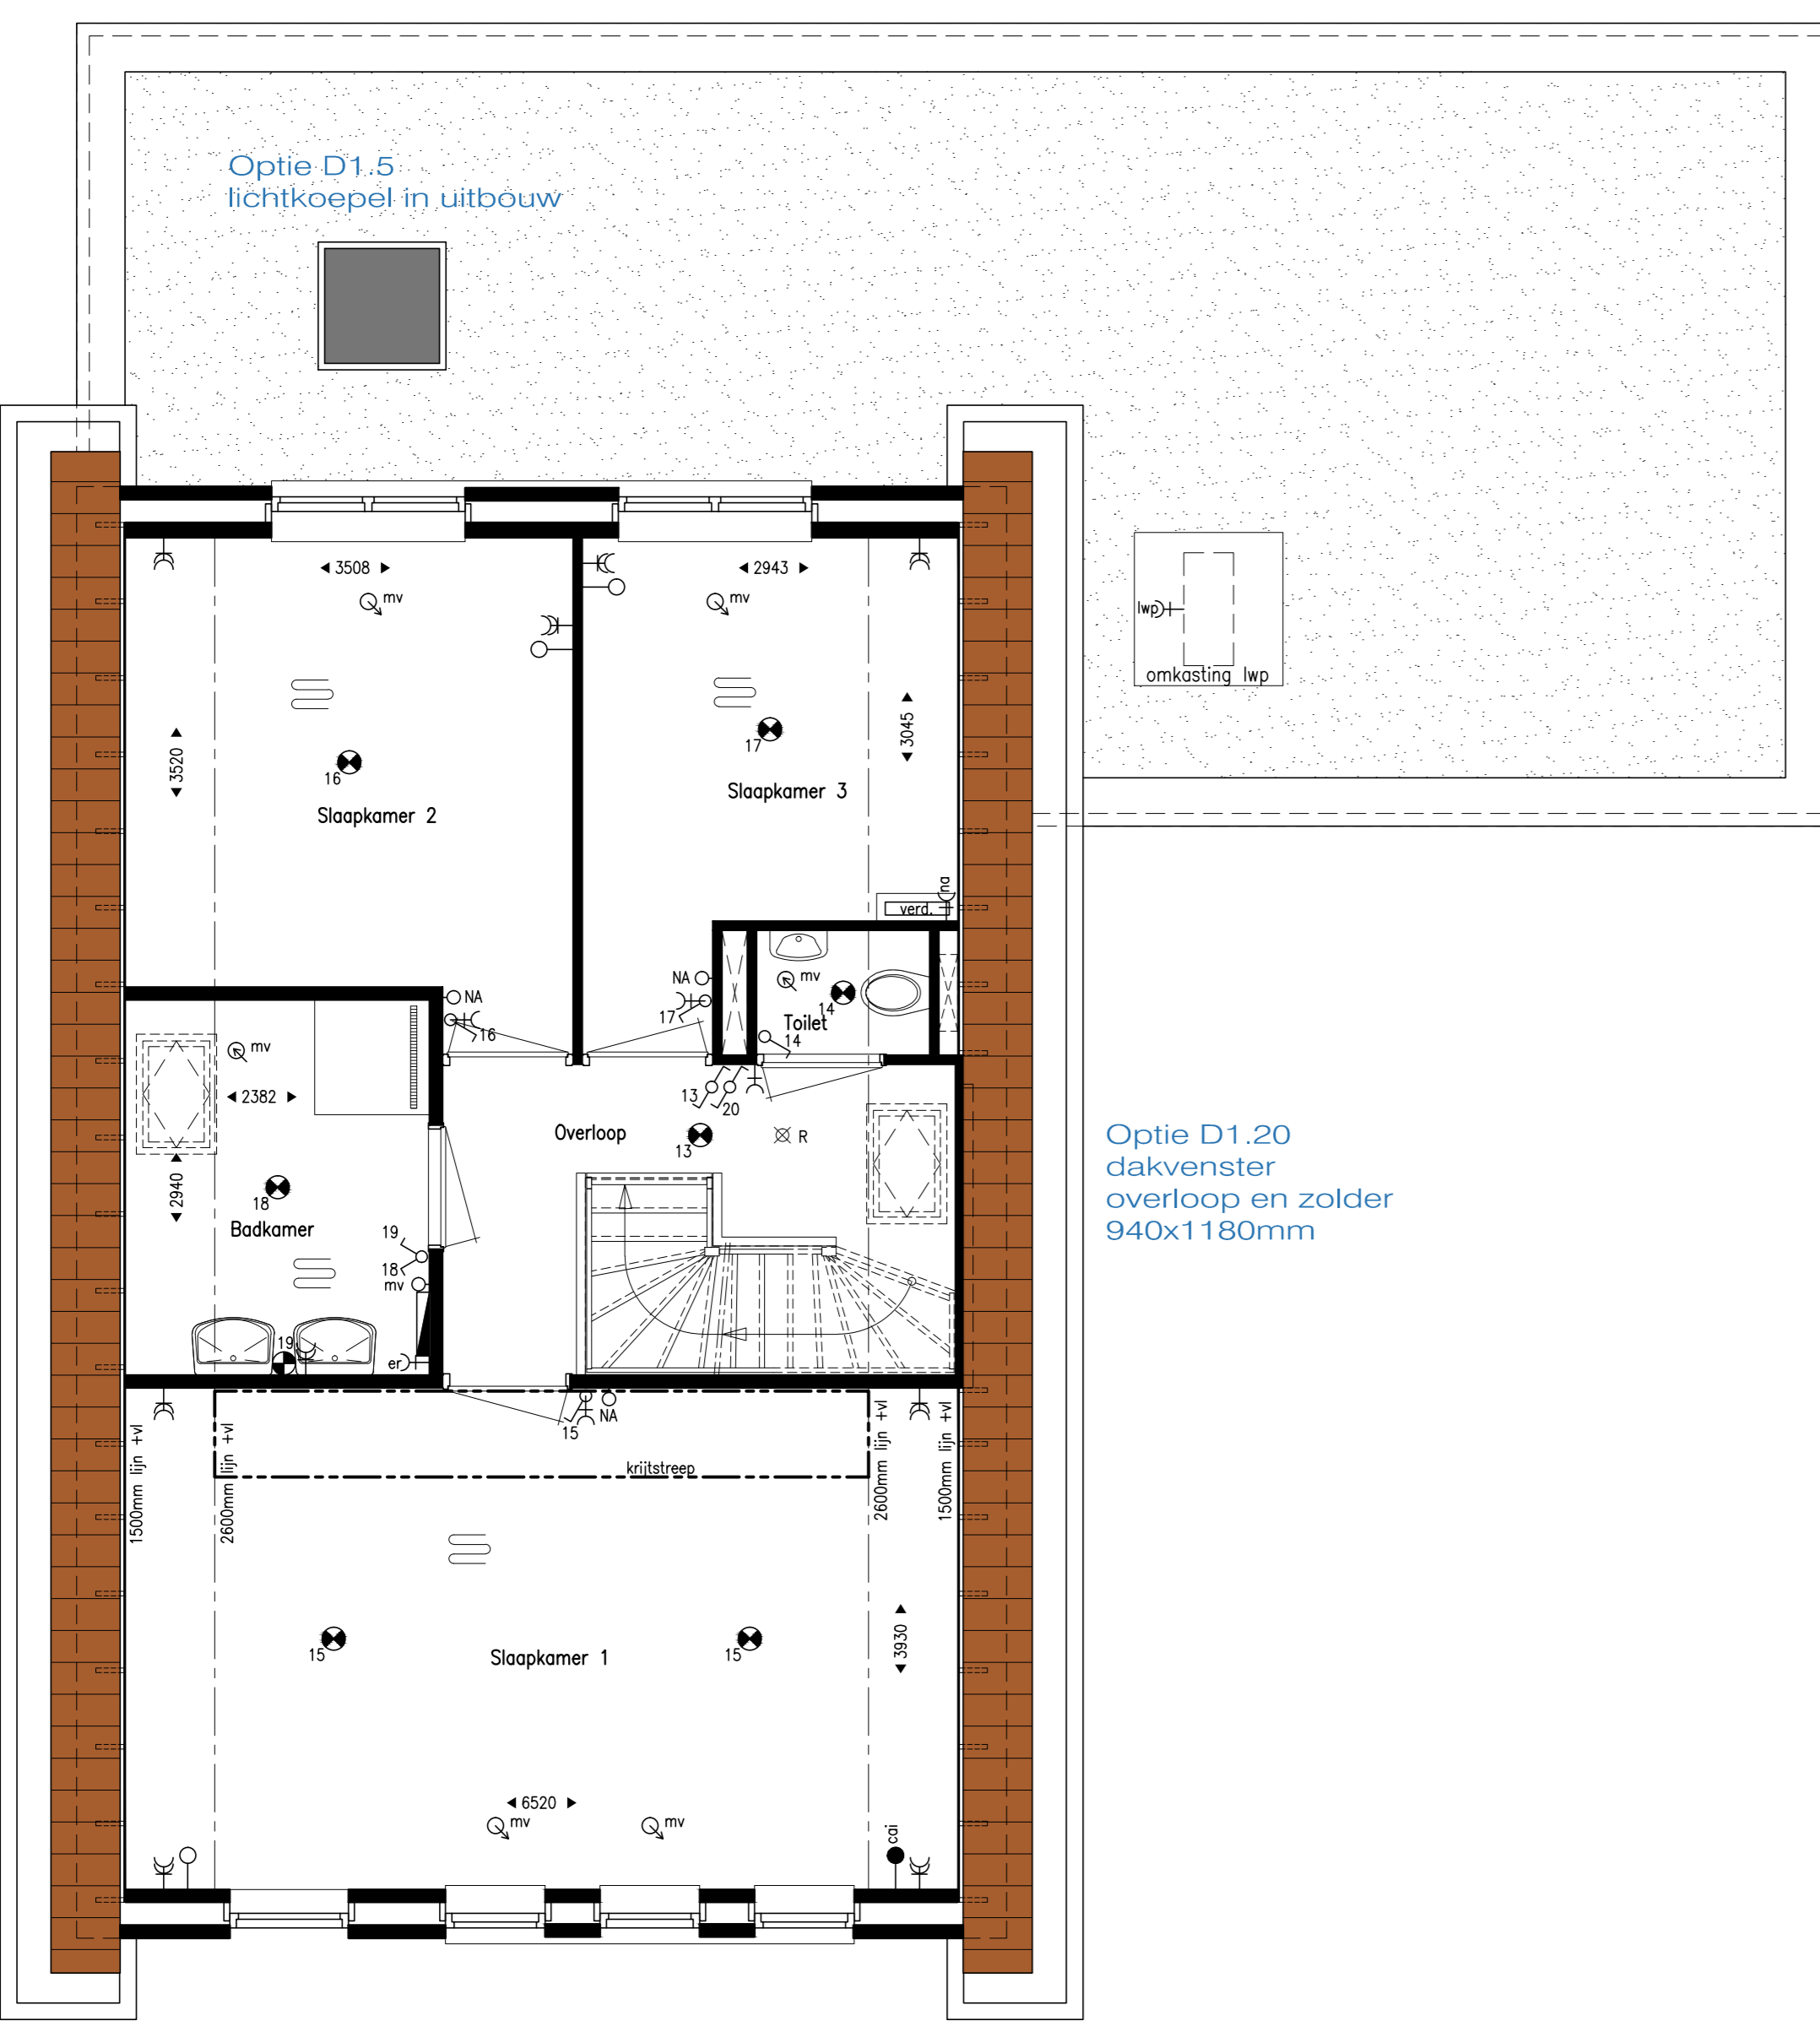 Optie D1.5
lichtkoepel in uitbouw
3508
mv
2943
mv
lwp
omkasting lwp
3520
3045
16
17
Slaapkamer 2
Slaapkamer 3
na
verd.
NA
16
NA
17
mv
14
Toilet
14
mv
2382
13
20
Overloop
13
R
Optie D1.20
dakvenster
overloop en zolder
940x1180mm
2940
18
Badkamer
19
18
mv
19
er
15
NA
krijtstreep
1500mm lijn +vl
2600mm lijn +vl
2600mm lijn +vl
1500mm lijn +vl
15
Slaapkamer 1
15
3930
6520
mv
mv
cai